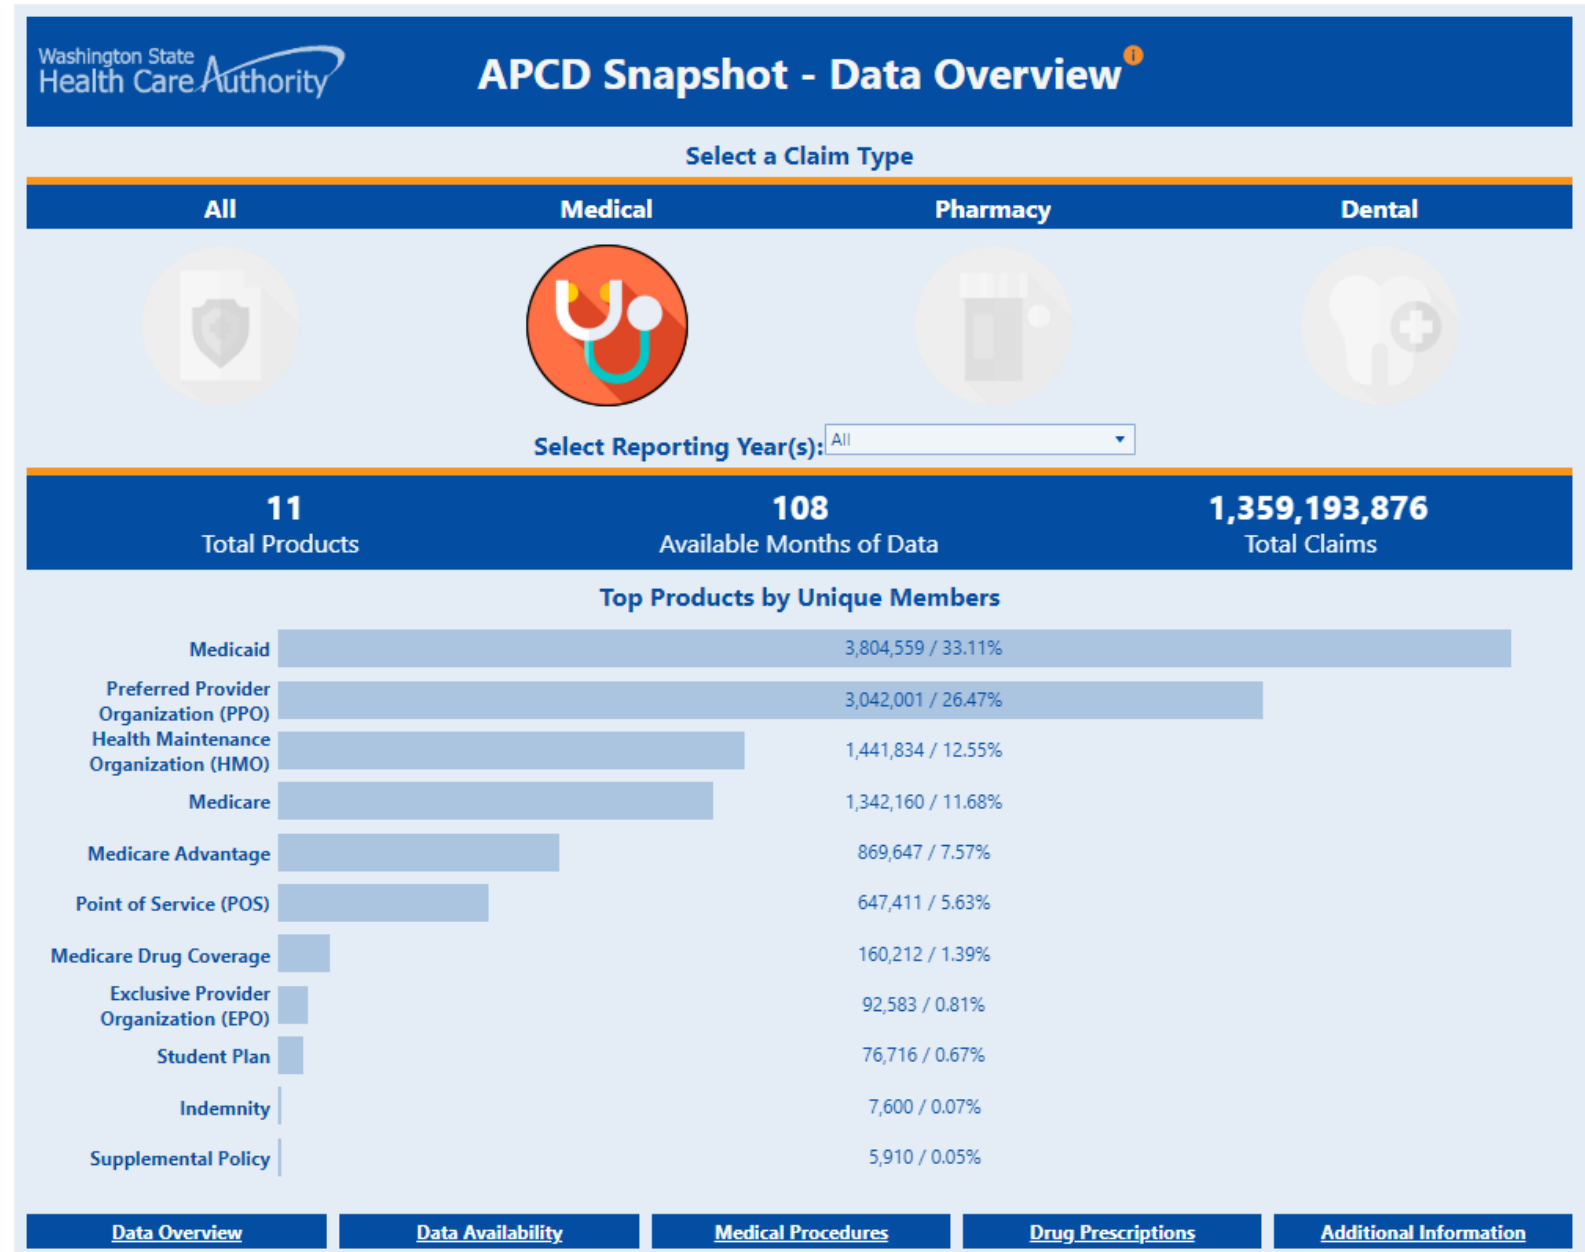 Washington State
Health Care Authority
APCD Snapshot - Data Overview
i
Select a Claim Type
All
Medical
Pharmacy
Dental
Select Reporting Year(s):
All
11
Total Products
108
Available Months of Data
1,359,193,876
Total Claims
Top Products by Unique Members
Medicaid
3,804,559 / 33.11%
Preferred Provider
Organization (PPO)
3,042,001 / 26.47%
Health Maintenance
Organization (HMO)
1,441,834 / 12.55%
Medicare
1,342,160 / 11.68%
Medicare Advantage
869,647 / 7.57%
Point of Service (POS)
647,411 / 5.63%
Medicare Drug Coverage
160,212 / 1.39%
Exclusive Provider
Organization (EPO)
92,583 / 0.81%
Student Plan
76,716 / 0.67%
Indemnity
7,600 / 0.07%
Supplemental Policy
5,910 / 0.05%
Data Overview
Data Availability
Medical Procedures
Drug Prescriptions
Additional Information